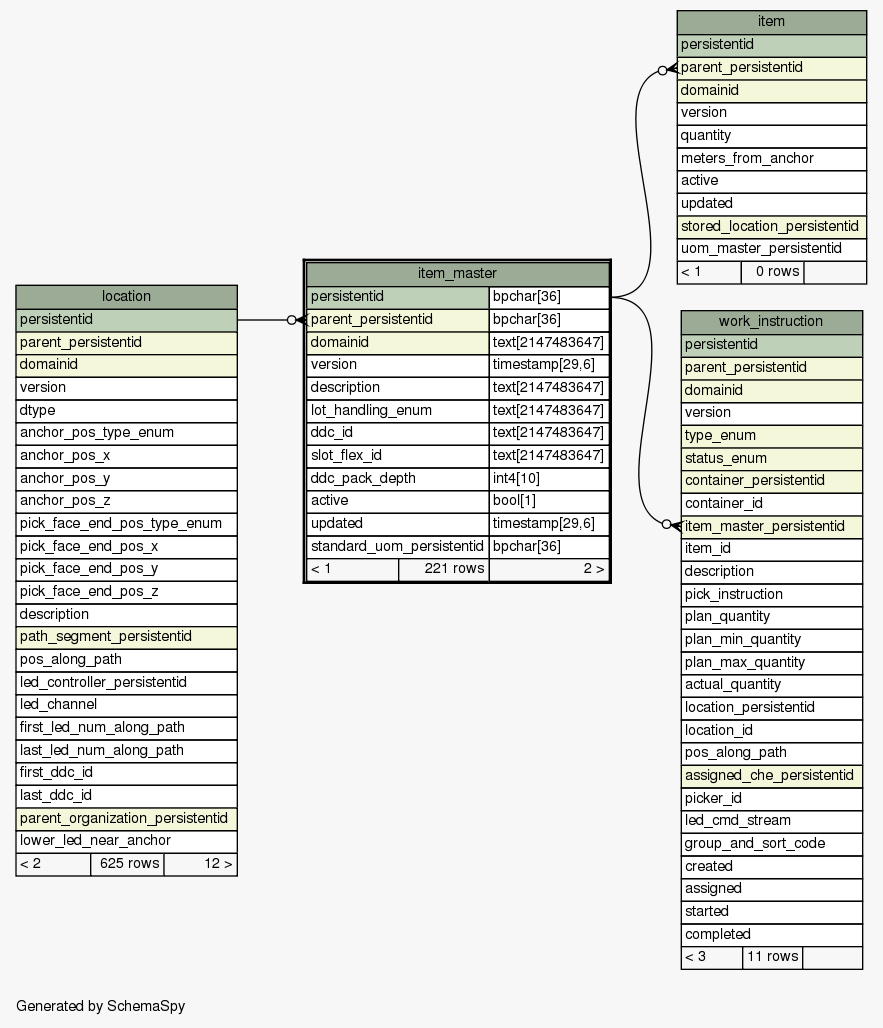 item
persistentid
parent_persistentid
domainid
version
quantity
meters_from_anchor
active
updated
stored_location_persistentid
uom_master_persistentid
< 1 0 rows
item_master
persistentid bpchar[36]
parent_persistentid bpchar[36]
domainid text[2147483647]
version timestamp[29,6]
description text[2147483647]
lot_handling_enum text[2147483647]
ddc_id text[2147483647]
slot_flex_id text[2147483647]
ddc_pack_depth int4[10]
active bool[1]
updated timestamp[29,6]
standard_uom_persistentid bpchar[36]
< 1 221 rows 2 >
location
persistentid
parent_persistentid
domainid
version
dtype
anchor_pos_type_enum
anchor_pos_x
anchor_pos_y
anchor_pos_z
pick_face_end_pos_type_enum
pick_face_end_pos_x
pick_face_end_pos_y
pick_face_end_pos_z
description
path_segment_persistentid
pos_along_path
led_controller_persistentid
led_channel
first_led_num_along_path
last_led_num_along_path
first_ddc_id
last_ddc_id
parent_organization_persistentid
lower_led_near_anchor
< 2 625 rows 12 >
work_instruction
persistentid
parent_persistentid
domainid
version
type_enum
status_enum
container_persistentid
container_id
item_master_persistentid
item_id
description
pick_instruction
plan_quantity
plan_min_quantity
plan_max_quantity
actual_quantity
location_persistentid
location_id
pos_along_path
assigned_che_persistentid
picker_id
led_cmd_stream
group_and_sort_code
created
assigned
started
completed
< 3 11 rows
Generated by SchemaSpy